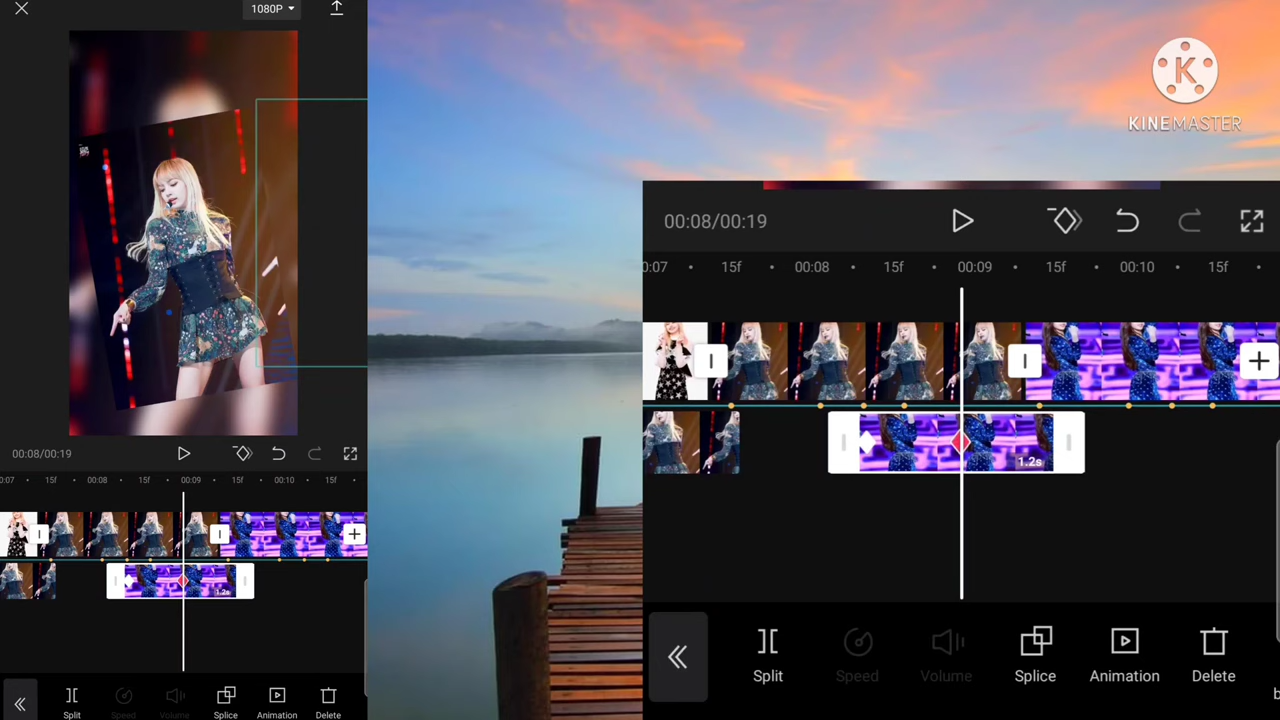 1080P
00:08/00:19
0:07 15f 00:08 15f 00:09 15f 00:10 15f
1.2s
Split Speed Volume Splice Animation Delete
KINEMASTER
00:08/00:19
0:07 15f 00:08 15f 00:09 15f 00:10 15f
1.2s
Split Speed Volume Splice Animation Delete